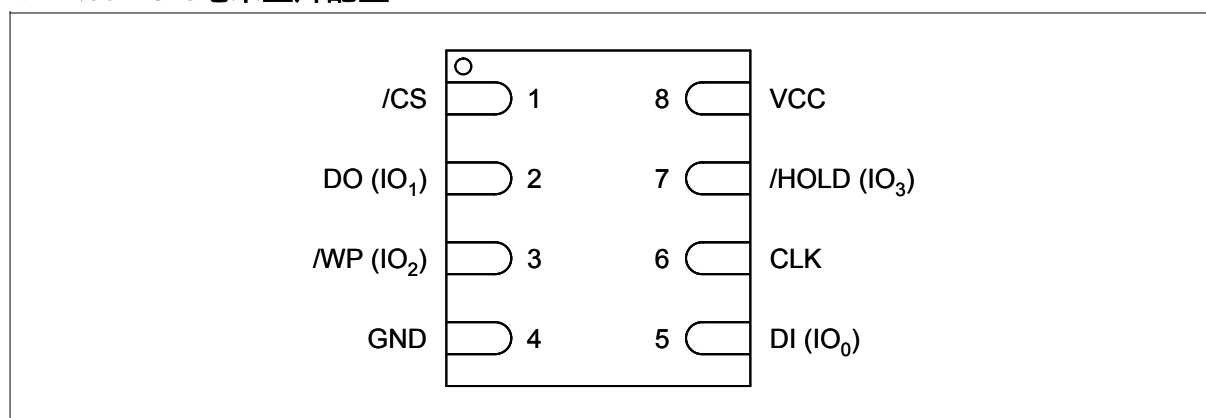 /CS 1 8 VCC
DO (IO₁) 2 7 /HOLD (IO₃)
/WP (IO₂) 3 6 CLK
GND 4 5 DI (IO₀)